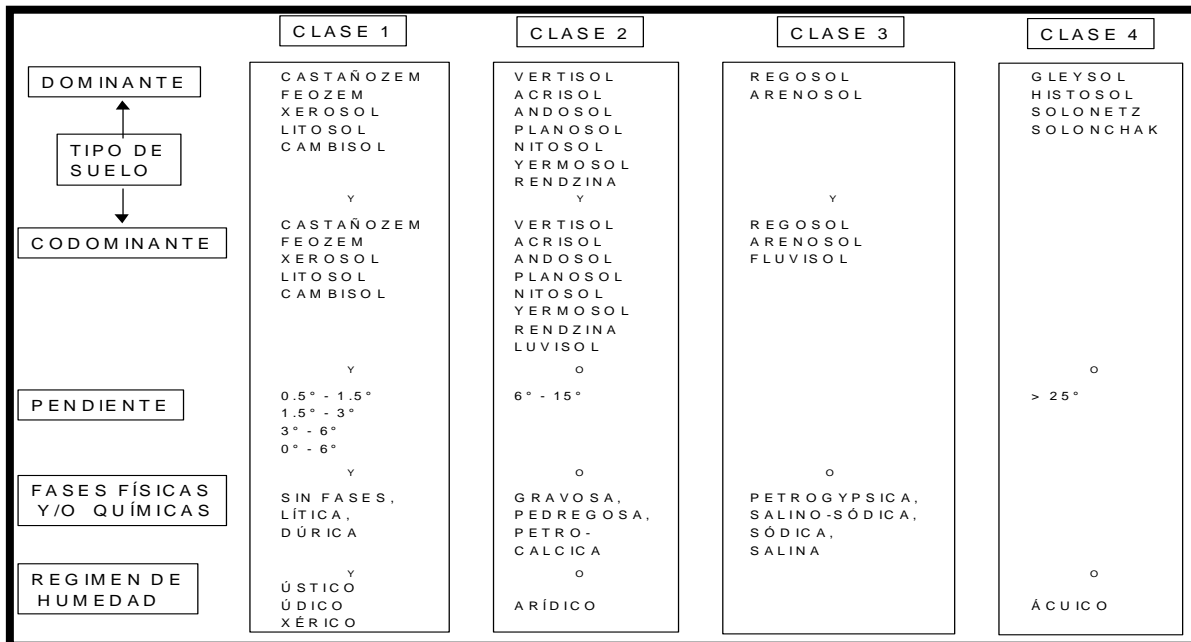 CLASE 1
CLASE 2
CLASE 3
CLASE 4
DOMINANTE
CASTAÑOZEM
FEOZEM
XEROSOL
LITOSOL
CAMBISOL
VERTISOL
ACRISOL
ANDOSOL
PLANOSOL
NITOSOL
YERMOSOL
RENDZINA
REGOSOL
ARENOSOL
GLEYSOL
HISTOSOL
SOLONETZ
SOLONCHAK
TIPO DE
SUELO
Y
Y
Y
CODOMINANTE
CASTAÑOZEM
FEOZEM
XEROSOL
LITOSOL
CAMBISOL
VERTISOL
ACRISOL
ANDOSOL
PLANOSOL
NITOSOL
YERMOSOL
RENDZINA
LUVISOL
REGOSOL
ARENOSOL
FLUVISOL
Y
O
O
PENDIENTE
0.5° - 1.5°
1.5° - 3°
3° - 6°
0° - 6°
6° - 15°
> 25°
Y
O
O
FASES FÍSICAS
Y/O QUÍMICAS
SIN FASES,
LÍTICA,
DÚRICA
GRAVOSA,
PEDREGOSA,
PETRO-
CALCICA
PETROGYPSICA,
SALINO-SÓDICA,
SÓDICA,
SALINA
Y
O
O
REGIMEN DE
HUMEDAD
ÚSTICO
ÚDICO
XÉRICO
ARÍDICO
ÁCUICO